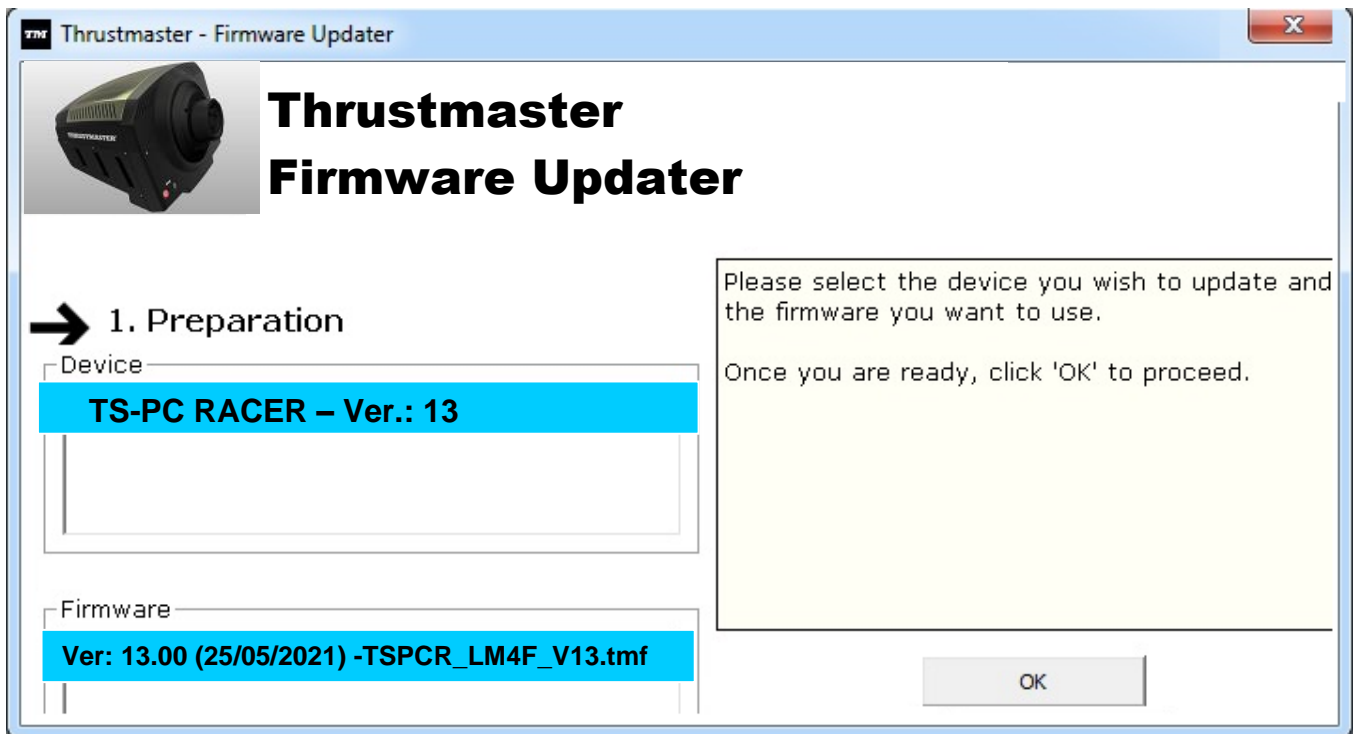 TM Thrustmaster - Firmware Updater
X
THRUSTMASTER
Thrustmaster
Firmware Updater
1. Preparation
Device
TS-PC RACER – Ver.: 13
Please select the device you wish to update and
the firmware you want to use.
Once you are ready, click 'OK' to proceed.
Firmware
Ver: 13.00 (25/05/2021) -TSPCR_LM4F_V13.tmf
OK